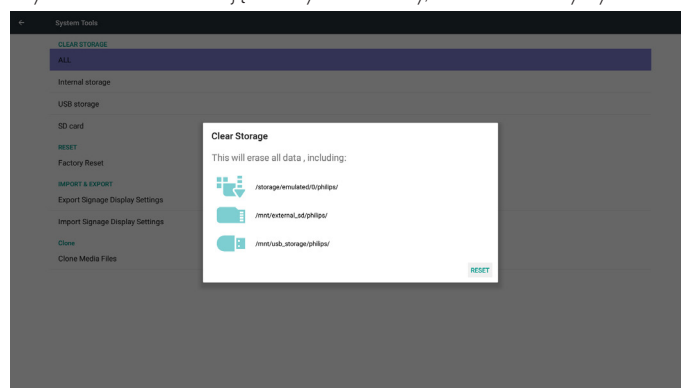 System Tools
CLEAR STORAGE
ALL
Internal storage
USB storage
SD card
RESET
Factory Reset
IMPORT & EXPORT
Export Signage Display Settings
Import Signage Display Settings
Clone
Clone Media Files
Clear Storage
This will erase all data , including:
/storage/emulated/0/philips/
/mnt/external_sd/philips/
/mnt/usb_storage/philips/
RESET